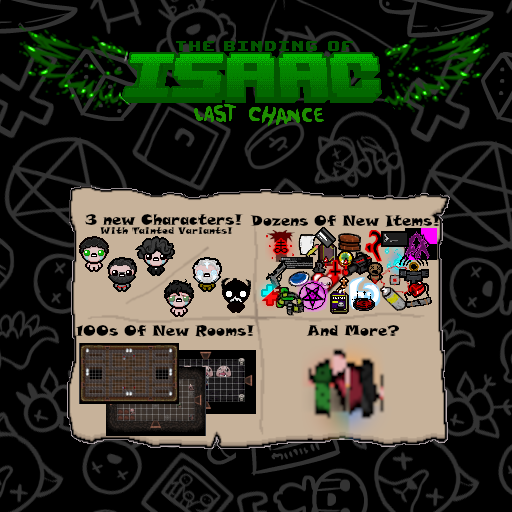 THE BINDING OF
ISAAC
LAST CHANCE
3 new Characters!
With Tainted Variants!
Dozens Of New Items!
100s Of New Rooms!
And More?